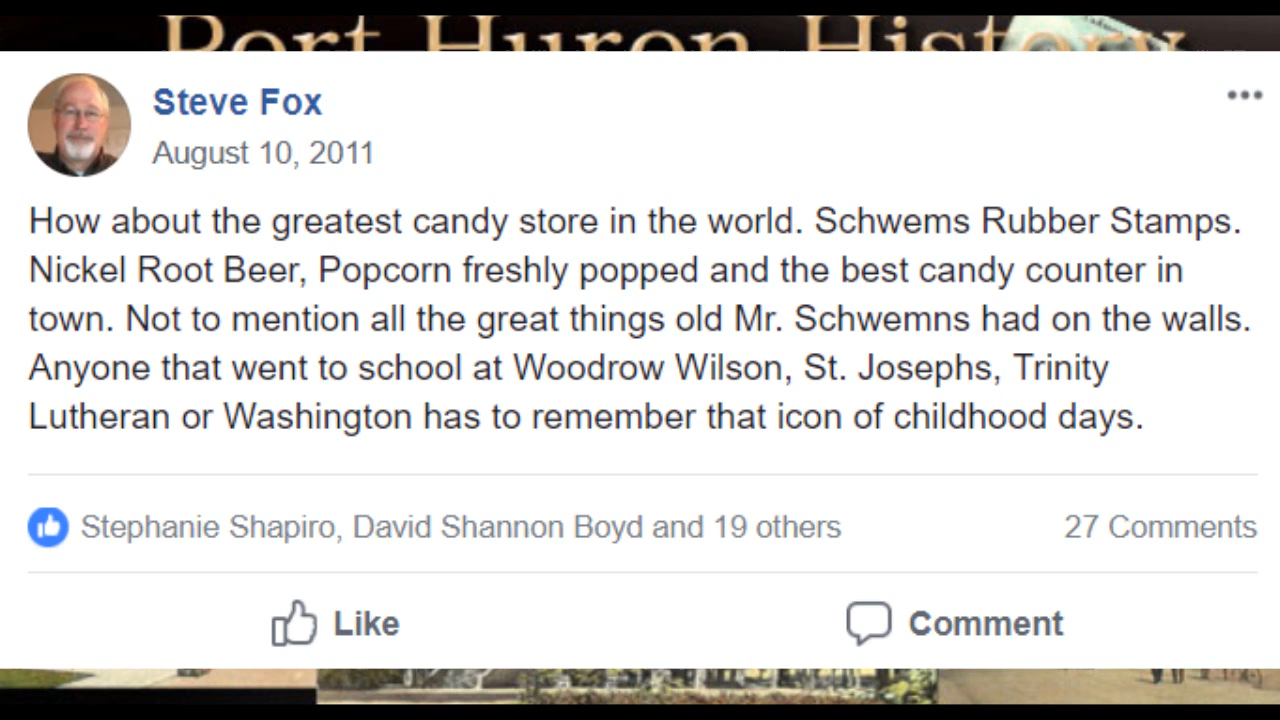 Port Huron History
Steve Fox
August 10, 2011
How about the greatest candy store in the world. Schwems Rubber Stamps.
Nickel Root Beer, Popcorn freshly popped and the best candy counter in
town. Not to mention all the great things old Mr. Schwemns had on the walls.
Anyone that went to school at Woodrow Wilson, St. Josephs, Trinity
Lutheran or Washington has to remember that icon of childhood days.
Stephanie Shapiro, David Shannon Boyd and 19 others
27 Comments
Like
Comment